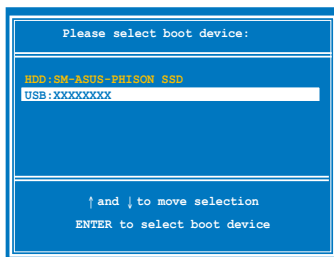 Please select boot device:
HDD:SM-ASUS-PHISON SSD
USB:XXXXXXXX
↑and ↓to move selection
ENTER to select boot device